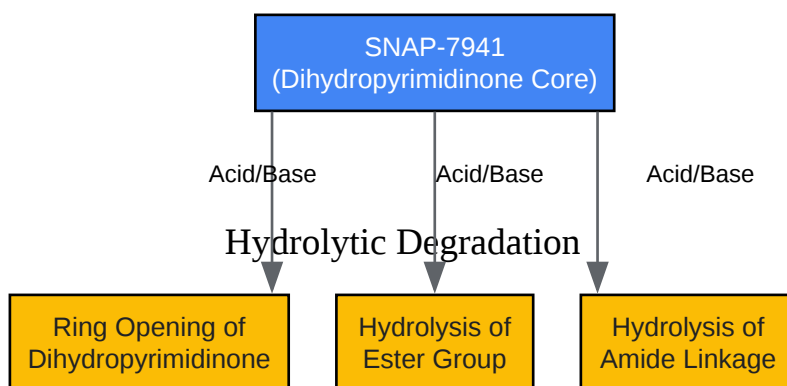 SNAP-7941
(Dihydropyrimidinone Core)
Acid/Base
Acid/Base
Acid/Base
Hydrolytic Degradation
Ring Opening of
Dihydropyrimidinone
Hydrolysis of
Ester Group
Hydrolysis of
Amide Linkage